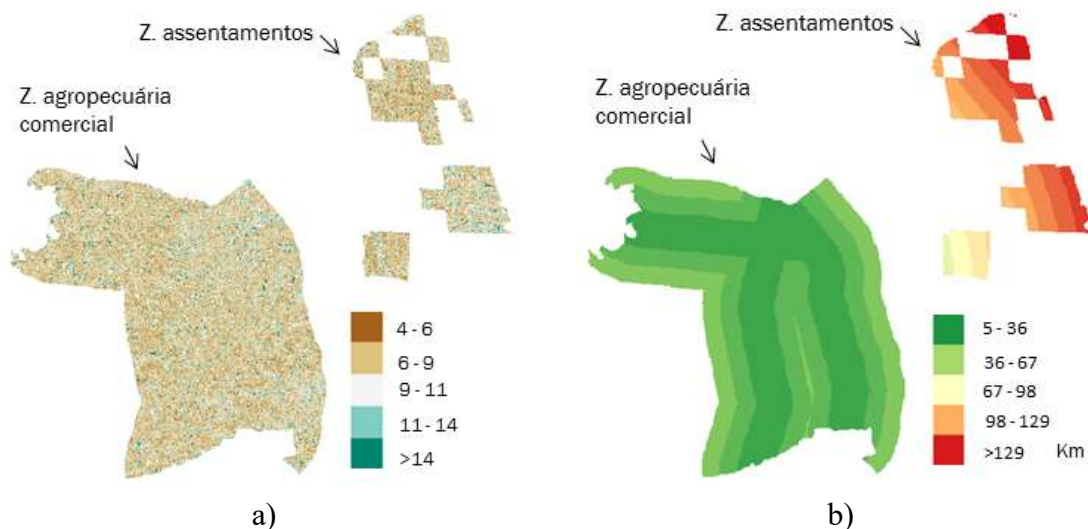 Z. assentamentos
Z. agropecuária
comercial
4 - 6
6 - 9
9 - 11
11 - 14
>14
a)
Z. assentamentos
Z. agropecuária
comercial
5 - 36
36 - 67
67 - 98
98 - 129
>129 Km
b)